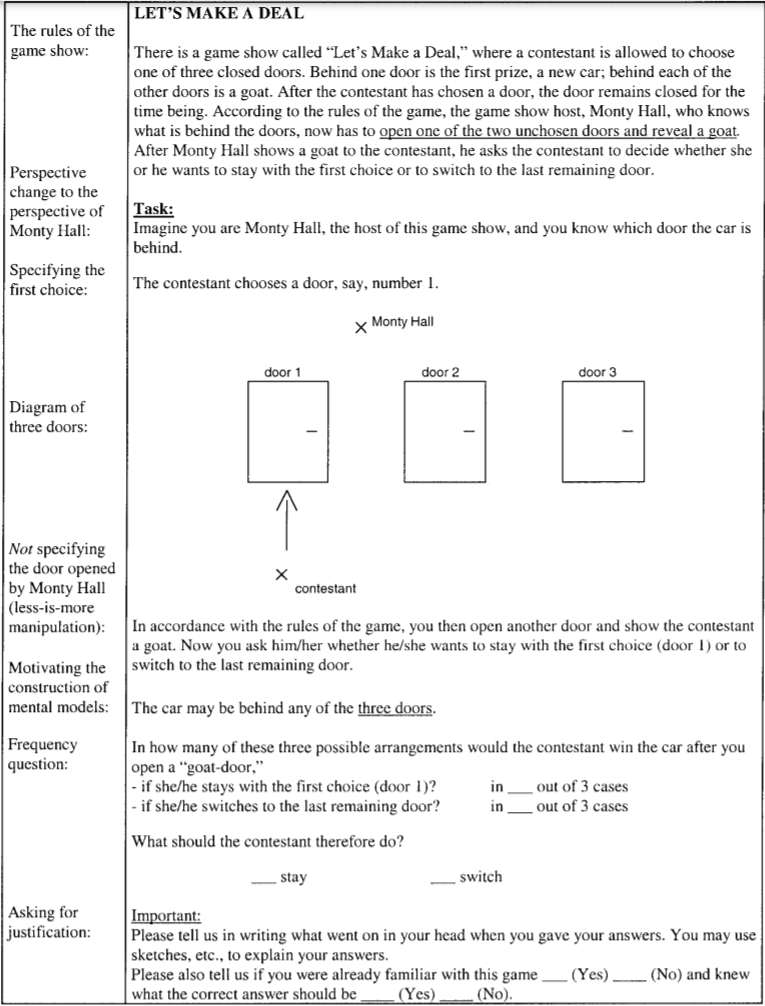 The rules of the
game show:
LET'S MAKE A DEAL
There is a game show called “Let's Make a Deal,” where a contestant is allowed to choose
one of three closed doors. Behind one door is the first prize, a new car; behind each of the
other doors is a goat. After the contestant has chosen a door, the door remains closed for the
time being. According to the rules of the game, the game show host, Monty Hall, who knows
what is behind the doors, now has to open one of the two unchosen doors and reveal a goat.
After Monty Hall shows a goat to the contestant, he asks the contestant to decide whether she
or he wants to stay with the first choice or to switch to the last remaining door.
Perspective
change to the
perspective of
Monty Hall:
Task:
Imagine you are Monty Hall, the host of this game show, and you know which door the car is
behind.
Specifying the
first choice:
The contestant chooses a door, say, number 1.
Monty Hall
Diagram of
three doors:
door 1
door 2
door 3
contestant
Not specifying
the door opened
by Monty Hall
(less-is-more
manipulation):
In accordance with the rules of the game, you then open another door and show the contestant
a goat. Now you ask him/her whether he/she wants to stay with the first choice (door 1) or to
switch to the last remaining door.
Motivating the
construction of
mental models:
The car may be behind any of the three doors.
Frequency
question:
In how many of these three possible arrangements would the contestant win the car after you
open a “goat-door,”
- if she/he stays with the first choice (door 1)? in ___ out of 3 cases
- if she/he switches to the last remaining door? in ___ out of 3 cases
What should the contestant therefore do?
___ stay ___ switch
Asking for
justification:
Important:
Please tell us in writing what went on in your head when you gave your answers. You may use
sketches, etc., to explain your answers.
Please also tell us if you were already familiar with this game ___ (Yes) ____ (No) and knew
what the correct answer should be ____ (Yes) ____ (No).